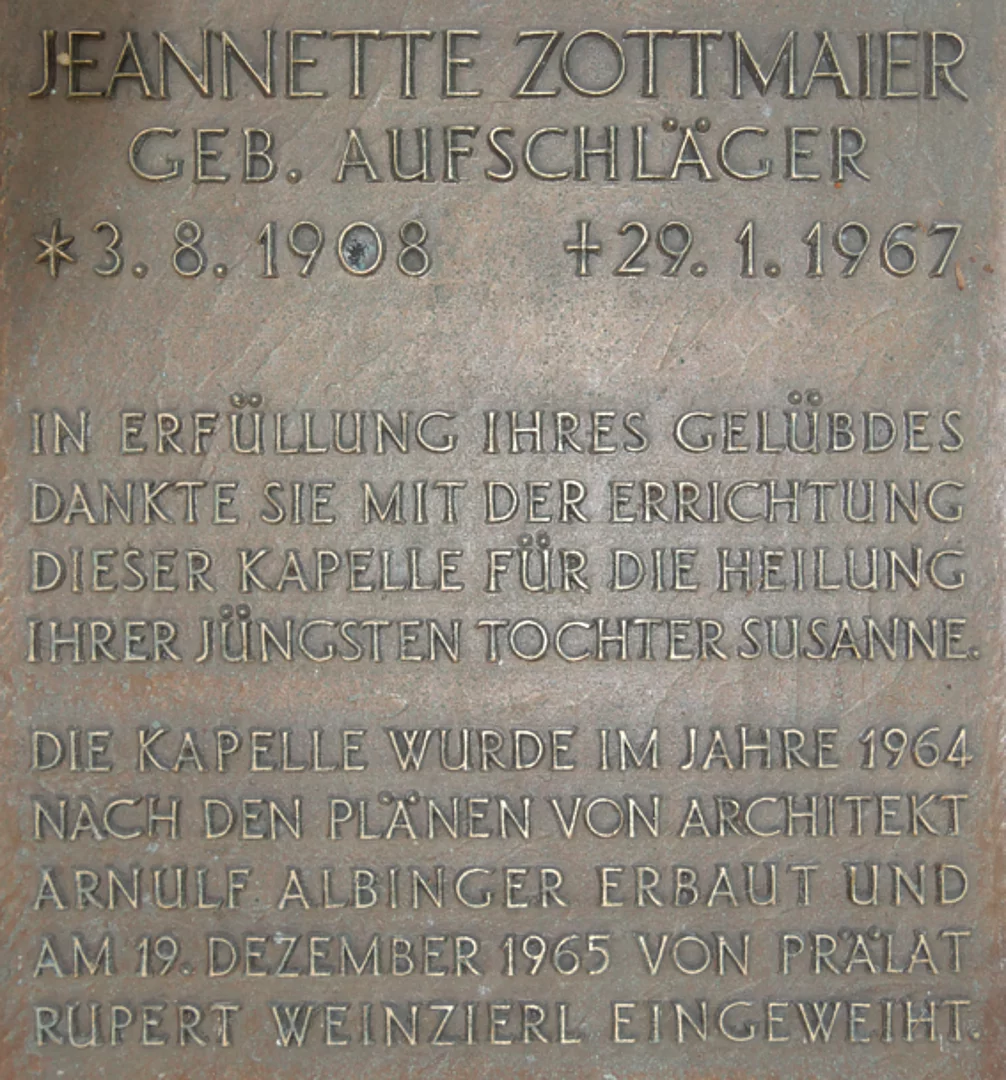 JEANNETTE ZOTTMAIER
GEB. AUFSCHLÄGER
*3. 8. 1908 †29. 1. 1967
IN ERFÜLLUNG IHRES GELÜBDES
DANKTE SIE MIT DER ERRICHTUNG
DIESER KAPELLE FÜR DIE HEILUNG
IHRER JÜNGSTEN TOCHTER SUSANNE.
DIE KAPELLE WURDE IM JAHRE 1964
NACH DEN PLÄNEN VON ARCHITEKT
ARNULF ALBINGER ERBAUT UND
AM 19. DEZEMBER 1965 VON PRÄLAT
RUPERT WEINZIERL EINGEWEIHT.